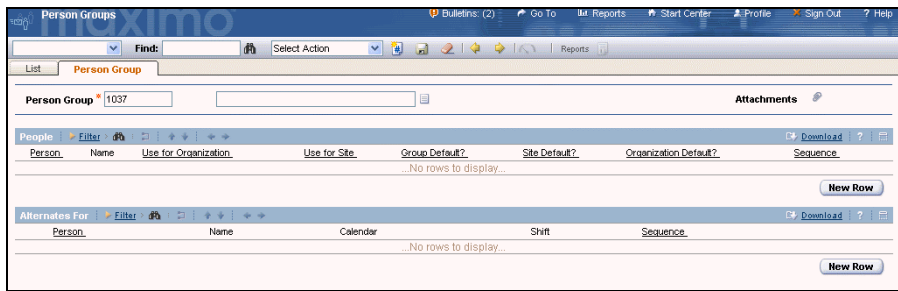 Person Groups
maximo
Bulletins: (2) Go To Reports Start Center Profile Sign Out ? Help
Find: Select Action Reports
List Person Group
Person Group * 1037 Attachments
People Filter Download ?
Person Name Use for Organization Use for Site Group Default? Site Default? Organization Default? Sequence
...No rows to display...
New Row
Alternates For Filter Download ?
Person Name Calendar Shift Sequence
...No rows to display...
New Row